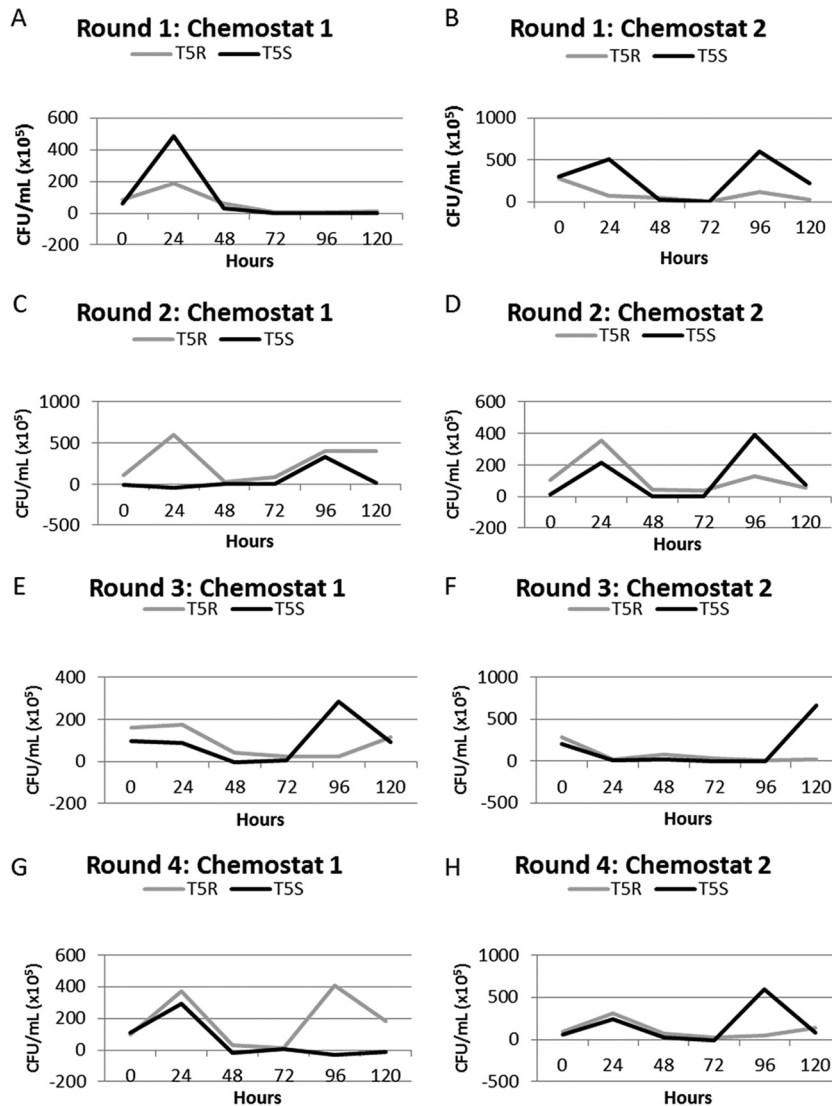 A
Round 1: Chemostat 1
T5R T5S
CFU/mL (x10⁵)
600
400
200
0
-200
0 24 48 72 96 120
Hours
B
Round 1: Chemostat 2
T5R T5S
CFU/mL (x10⁵)
1000
500
0
0 24 48 72 96 120
Hours
C
Round 2: Chemostat 1
T5R T5S
CFU/mL (x10⁵)
1000
500
0
-500
0 24 48 72 96 120
Hours
D
Round 2: Chemostat 2
T5R T5S
CFU/mL (x10⁵)
600
400
200
0
-200
0 24 48 72 96 120
Hours
E
Round 3: Chemostat 1
T5R T5S
CFU/mL (x10⁵)
400
200
0
-200
0 24 48 72 96 120
Hours
F
Round 3: Chemostat 2
T5R T5S
CFU/mL (x10⁵)
1000
500
0
-500
0 24 48 72 96 120
Hours
G
Round 4: Chemostat 1
T5R T5S
CFU/mL (x10⁵)
600
400
200
0
-200
0 24 48 72 96 120
Hours
H
Round 4: Chemostat 2
T5R T5S
CFU/mL (x10⁵)
1000
500
0
-500
0 24 48 72 96 120
Hours